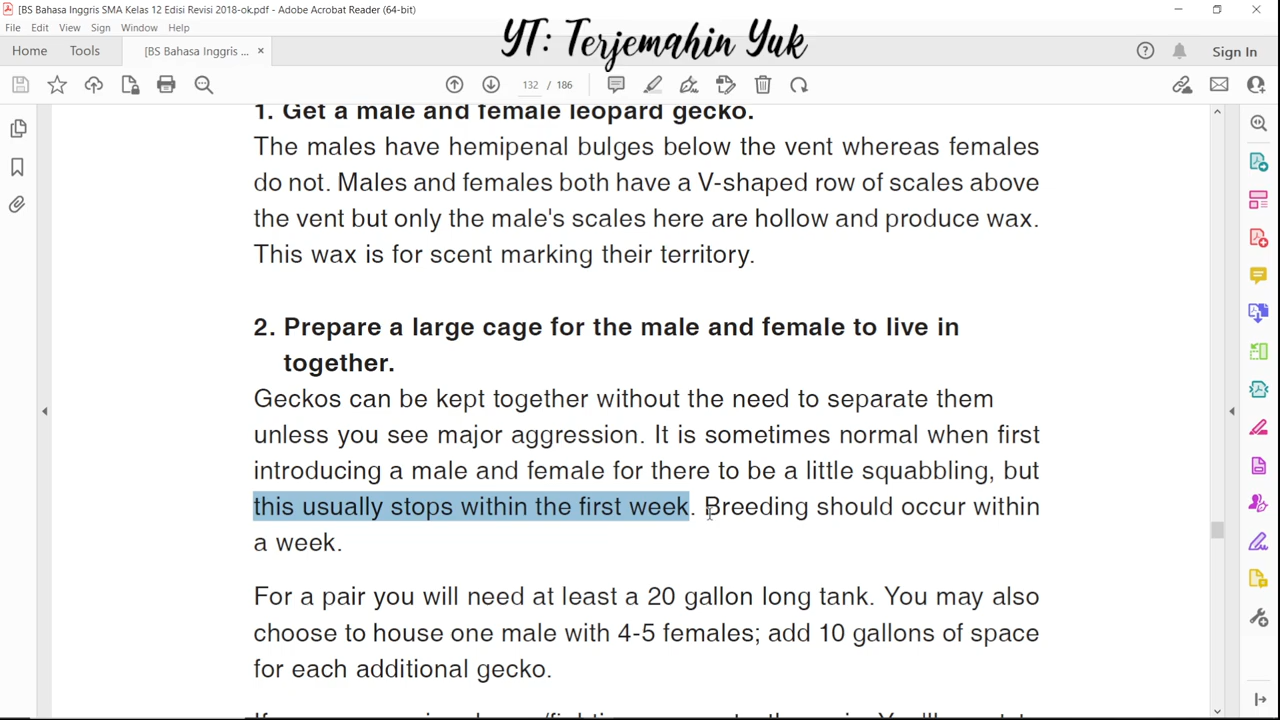 [BS Bahasa Inggris SMA Kelas 12 Edisi Revisi 2018-ok.pdf - Adobe Acrobat Reader (64-bit)
File Edit View Sign Window Help
YT: Terjemahin Yuk
Home Tools [BS Bahasa Inggris ... × Sign In
132 / 186
1. Get a male and female leopard gecko.
The males have hemipenal bulges below the vent whereas females
do not. Males and females both have a V-shaped row of scales above
the vent but only the male's scales here are hollow and produce wax.
This wax is for scent marking their territory.
2. Prepare a large cage for the male and female to live in
together.
Geckos can be kept together without the need to separate them
unless you see major aggression. It is sometimes normal when first
introducing a male and female for there to be a little squabbling, but
this usually stops within the first week. Breeding should occur within
a week.
For a pair you will need at least a 20 gallon long tank. You may also
choose to house one male with 4-5 females; add 10 gallons of space
for each additional gecko.